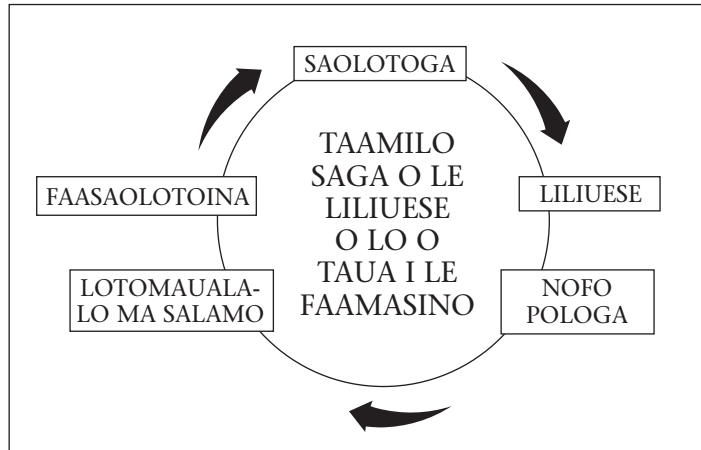 SAOLOTOGA
TAAMILO
SAGA O LE
LILIUESE
O LO O
TAUA I LE
FAAMASINO
FAASAOLOTOINA
LILIUESE
LOTOMAUALA-
LO MA SALAMO
NOFO
POLOGA